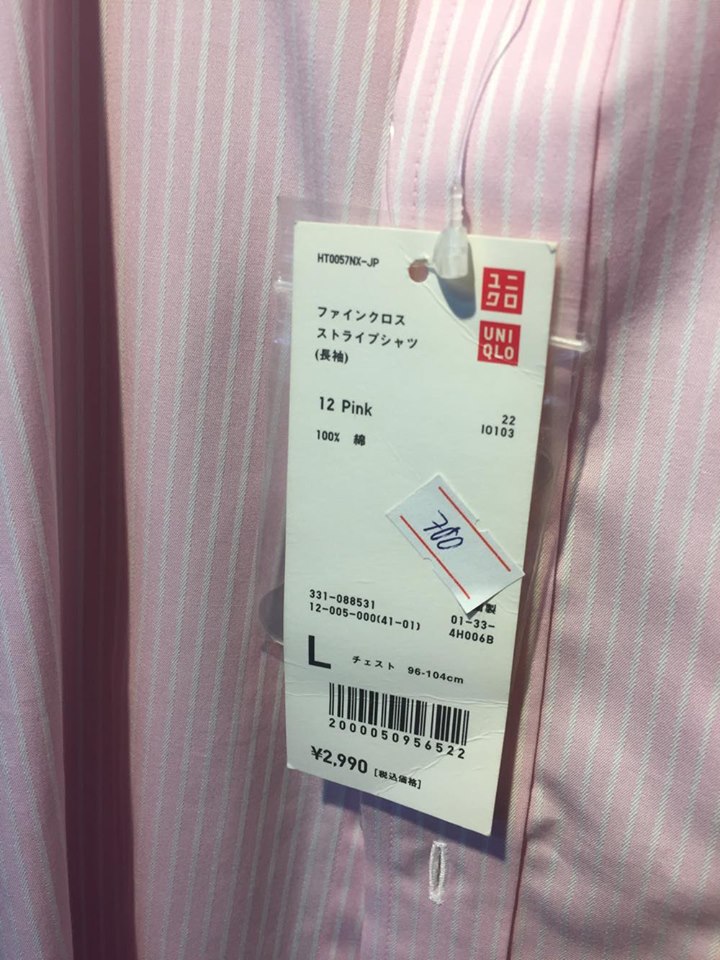 HT0057NX-JP
ユニ
クロ
UNI
QLO
ファインクロス
ストライプシャツ
(長袖)
12 Pink
22
I0103
100% 綿
700
331-088531
12-005-000(41-01)
製
01-33-
4H006B
L チェスト 96-104cm
2000050956522
¥2,990 [税込価格]